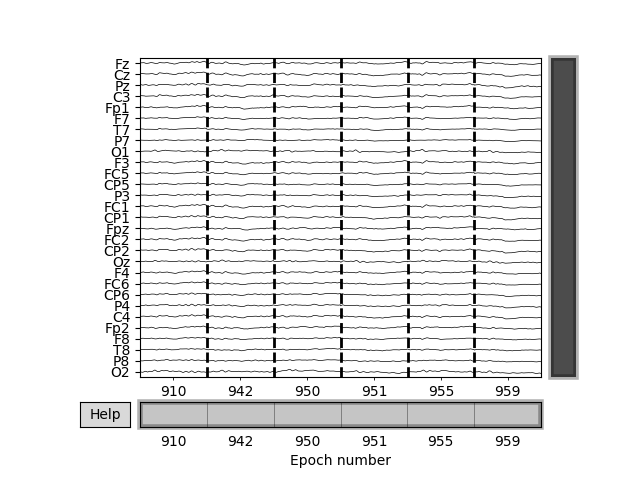 Fz
Cz
Pz
C3
Fp1
F7
T7
P7
O1
F3
FC5
CP5
P3
FC1
CP1
Fpz
FC2
CP2
Oz
F4
FC6
CP6
P4
C4
Fp2
F8
T8
P8
O2
910 942 950 951 955 959
Help
910 942 950 951 955 959
Epoch number